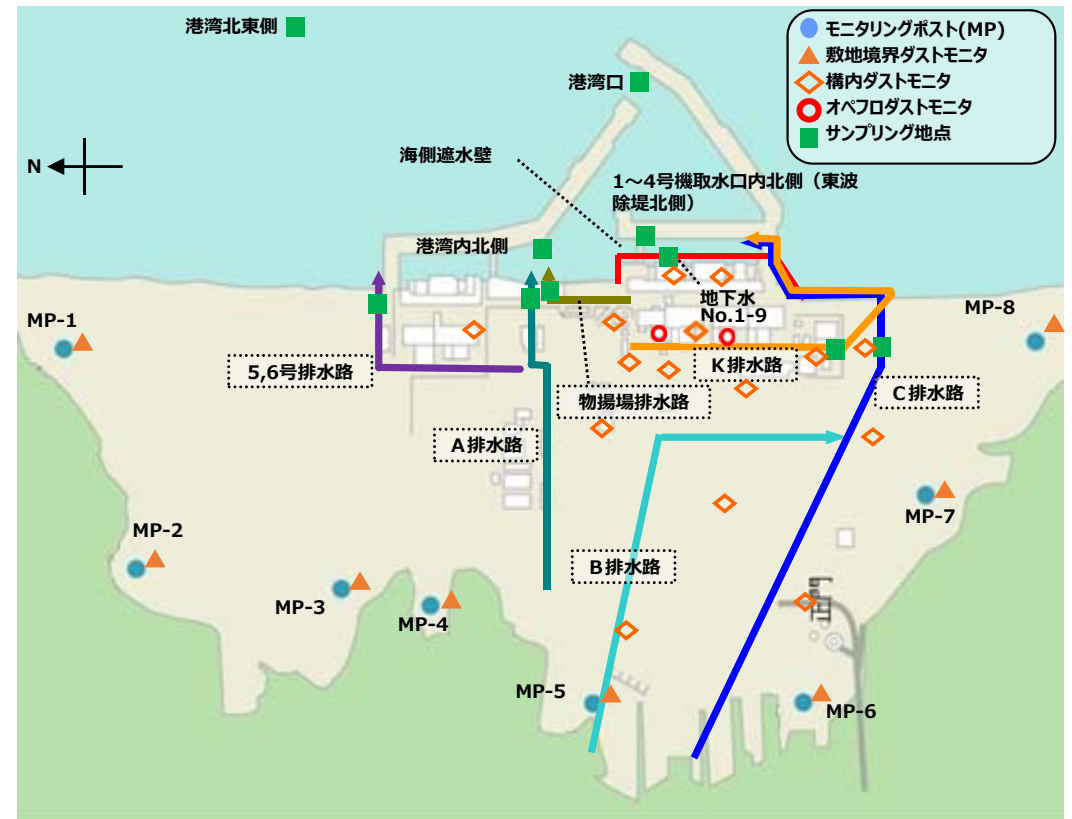 港湾北東側
モニタリングポスト(MP)
敷地境界ダストモニタ
構内ダストモニタ
オペフロダストモニタ
サンプリング地点
港湾口
N
海側遮水壁
1～4号機取水口内北側（東波
除堤北側）
港湾内北側
地下水
No.1-9
MP-8
MP-1
5,6号排水路
K排水路
物揚場排水路
C排水路
A排水路
MP-7
MP-2
B排水路
MP-3
MP-4
MP-5
MP-6